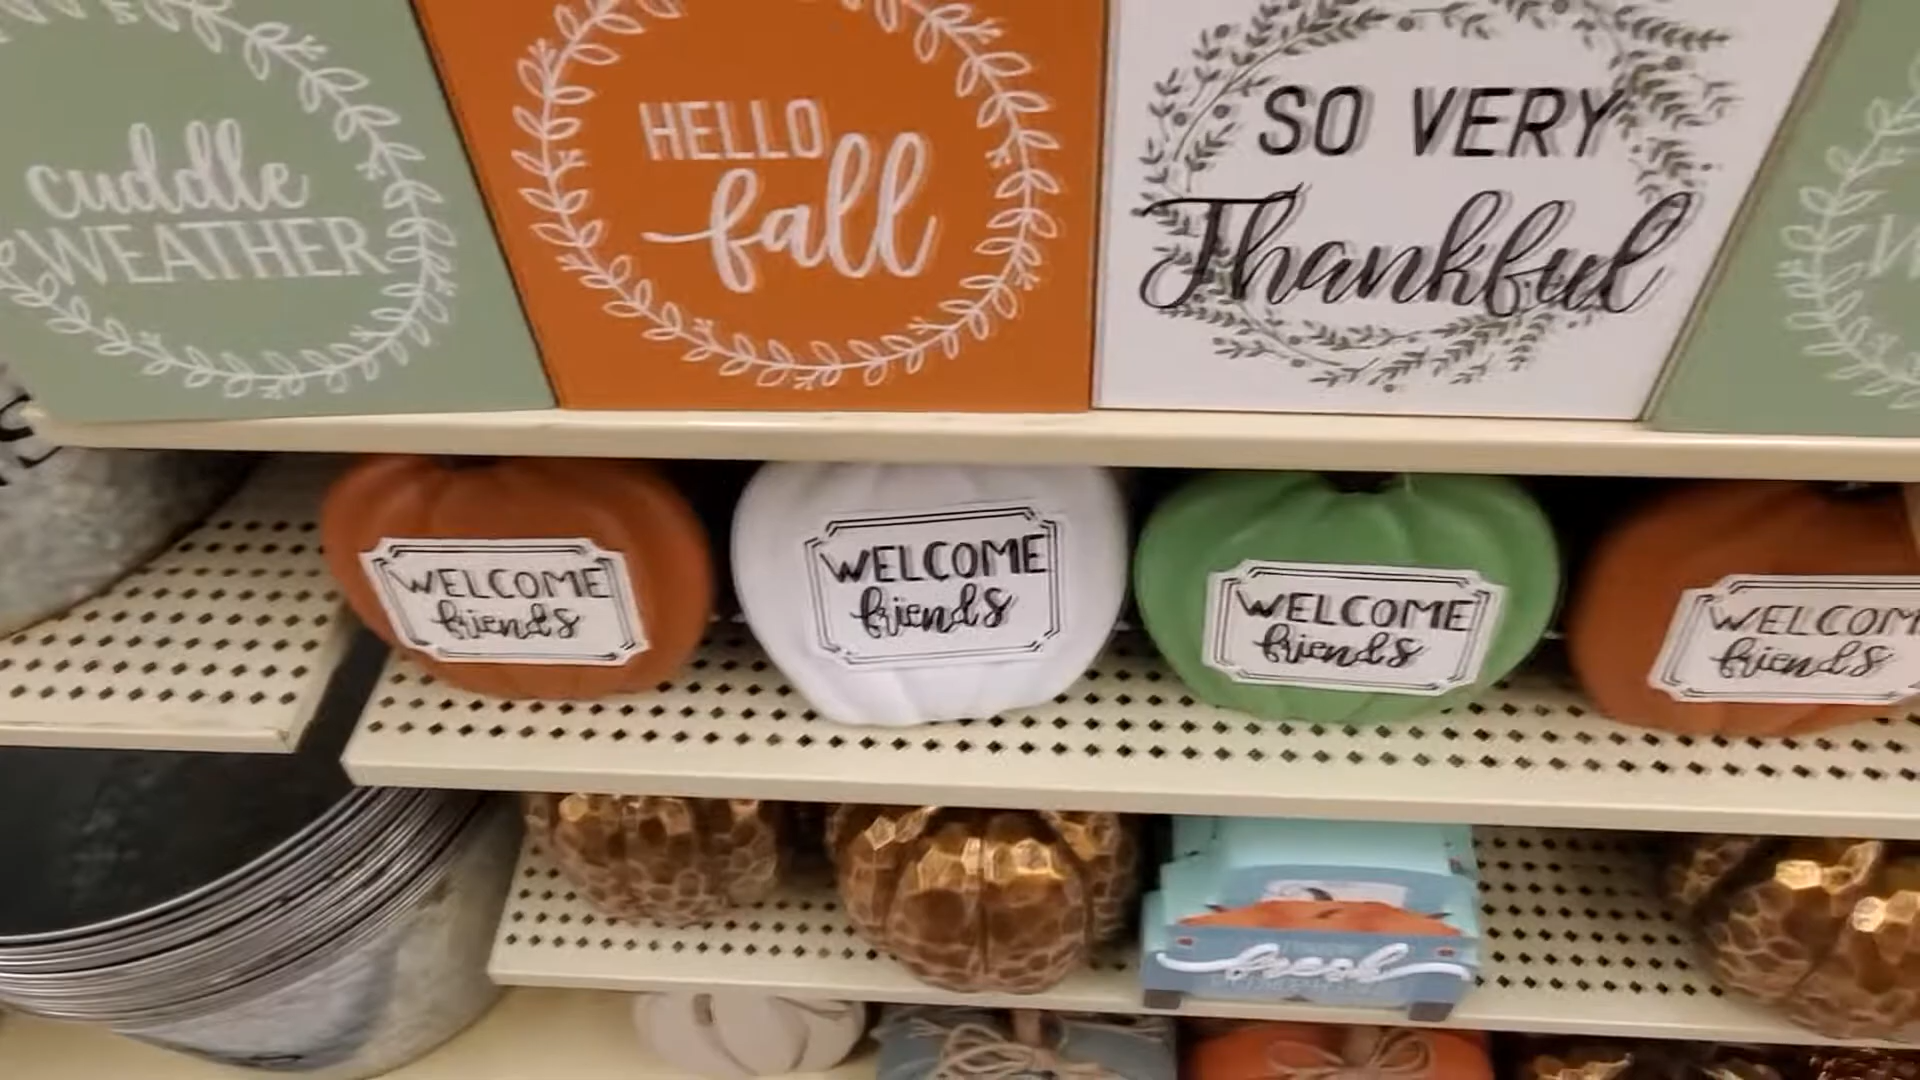 cuddle
WEATHER
HELLO
fall
SO VERY
Thankful
WELCOME
friends
WELCOME
friends
WELCOME
friends
WELCOM
friends
fresh